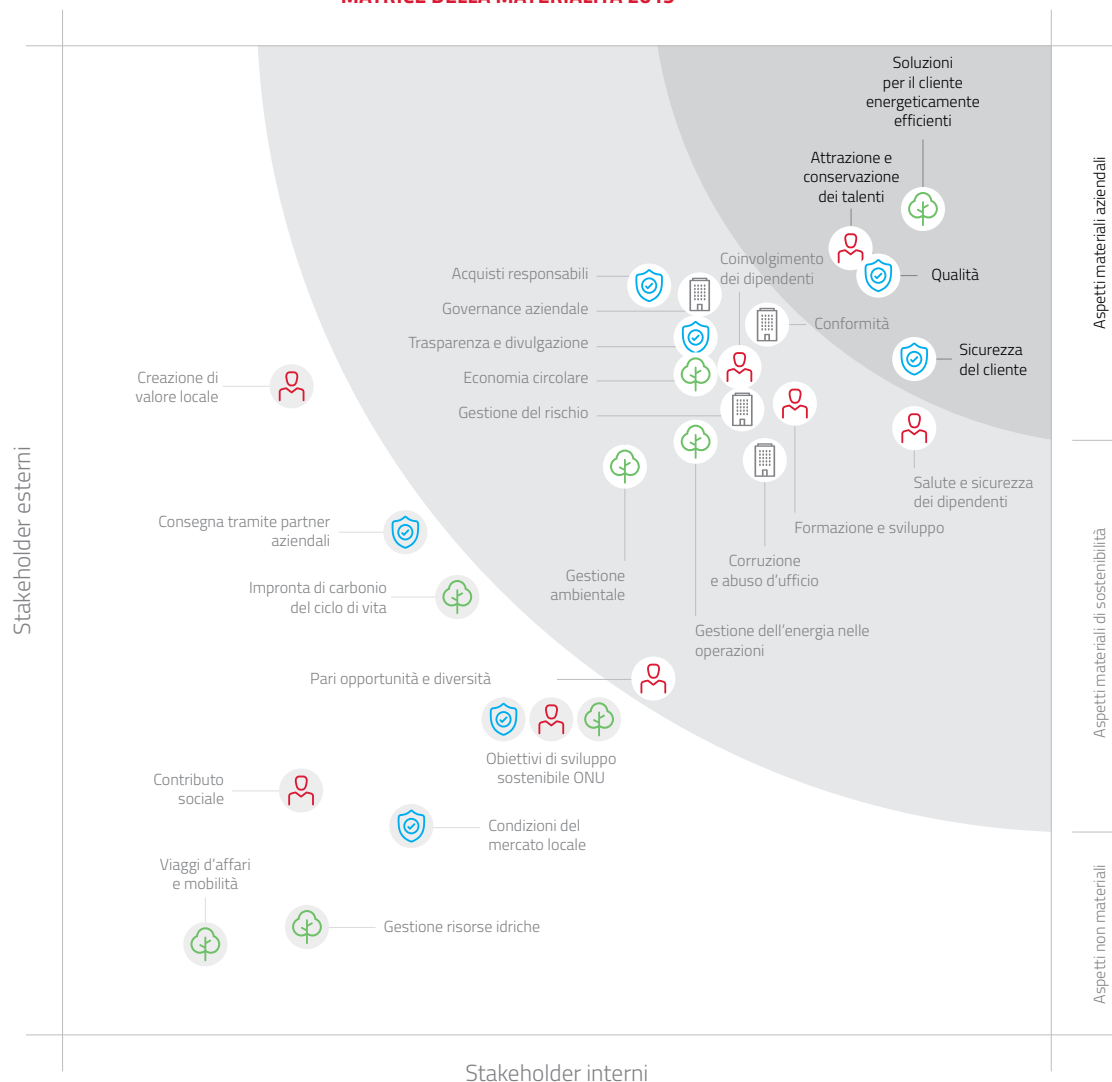 Soluzioni
per il cliente
energeticamente
efficienti
Attrazione e
conservazione
dei talenti
Coinvolgimento
dei dipendenti
Acquisti responsabili
Qualità
Governance aziendale
Conformità
Trasparenza e divulgazione
Sicurezza
del cliente
Economia circolare
Creazione di
valore locale
Gestione del rischio
Salute e sicurezza
dei dipendenti
Consegna tramite partner
aziendali
Formazione e sviluppo
Corruzione
e abuso d'ufficio
Gestione
ambientale
Impronta di carbonio
del ciclo di vita
Gestione dell'energia nelle
operazioni
Pari opportunità e diversità
Obiettivi di sviluppo
sostenibile ONU
Contributo
sociale
Condizioni del
mercato locale
Viaggi d'affari
e mobilità
Gestione risorse idriche
Stakeholder esterni
Stakeholder interni
Aspetti materiali aziendali
Aspetti materiali di sostenibilità
Aspetti non materiali